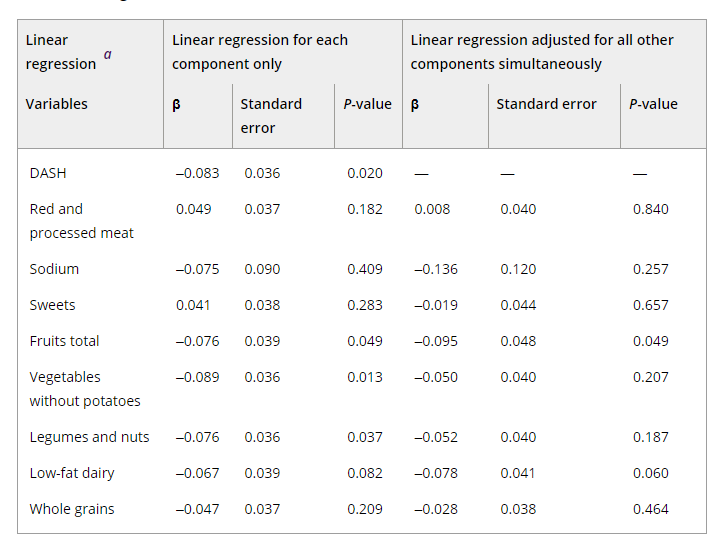 Linear regression a | Linear regression for each component only | Linear regression adjusted for all other components simultaneously
Variables | β | Standard error | P-value | β | Standard error | P-value
DASH | –0.083 | 0.036 | 0.020 | — | — | —
Red and processed meat | 0.049 | 0.037 | 0.182 | 0.008 | 0.040 | 0.840
Sodium | –0.075 | 0.090 | 0.409 | –0.136 | 0.120 | 0.257
Sweets | 0.041 | 0.038 | 0.283 | –0.019 | 0.044 | 0.657
Fruits total | –0.076 | 0.039 | 0.049 | –0.095 | 0.048 | 0.049
Vegetables without potatoes | –0.089 | 0.036 | 0.013 | –0.050 | 0.040 | 0.207
Legumes and nuts | –0.076 | 0.036 | 0.037 | –0.052 | 0.040 | 0.187
Low-fat dairy | –0.067 | 0.039 | 0.082 | –0.078 | 0.041 | 0.060
Whole grains | –0.047 | 0.037 | 0.209 | –0.028 | 0.038 | 0.464